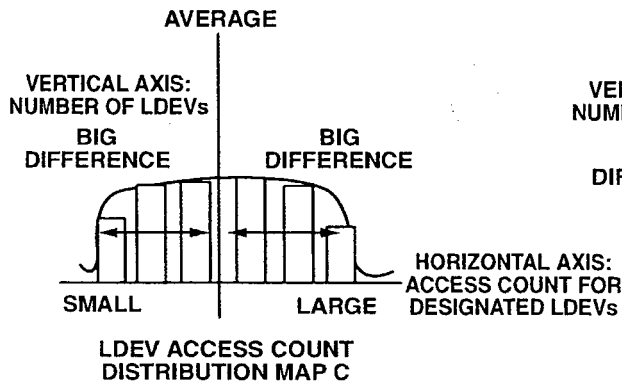 AVERAGE
VERTICAL AXIS:
NUMBER OF LDEVs
BIG
DIFFERENCE
BIG
DIFFERENCE
SMALL
LARGE
HORIZONTAL AXIS:
ACCESS COUNT FOR
DESIGNATED LDEVs
LDEV ACCESS COUNT
DISTRIBUTION MAP C